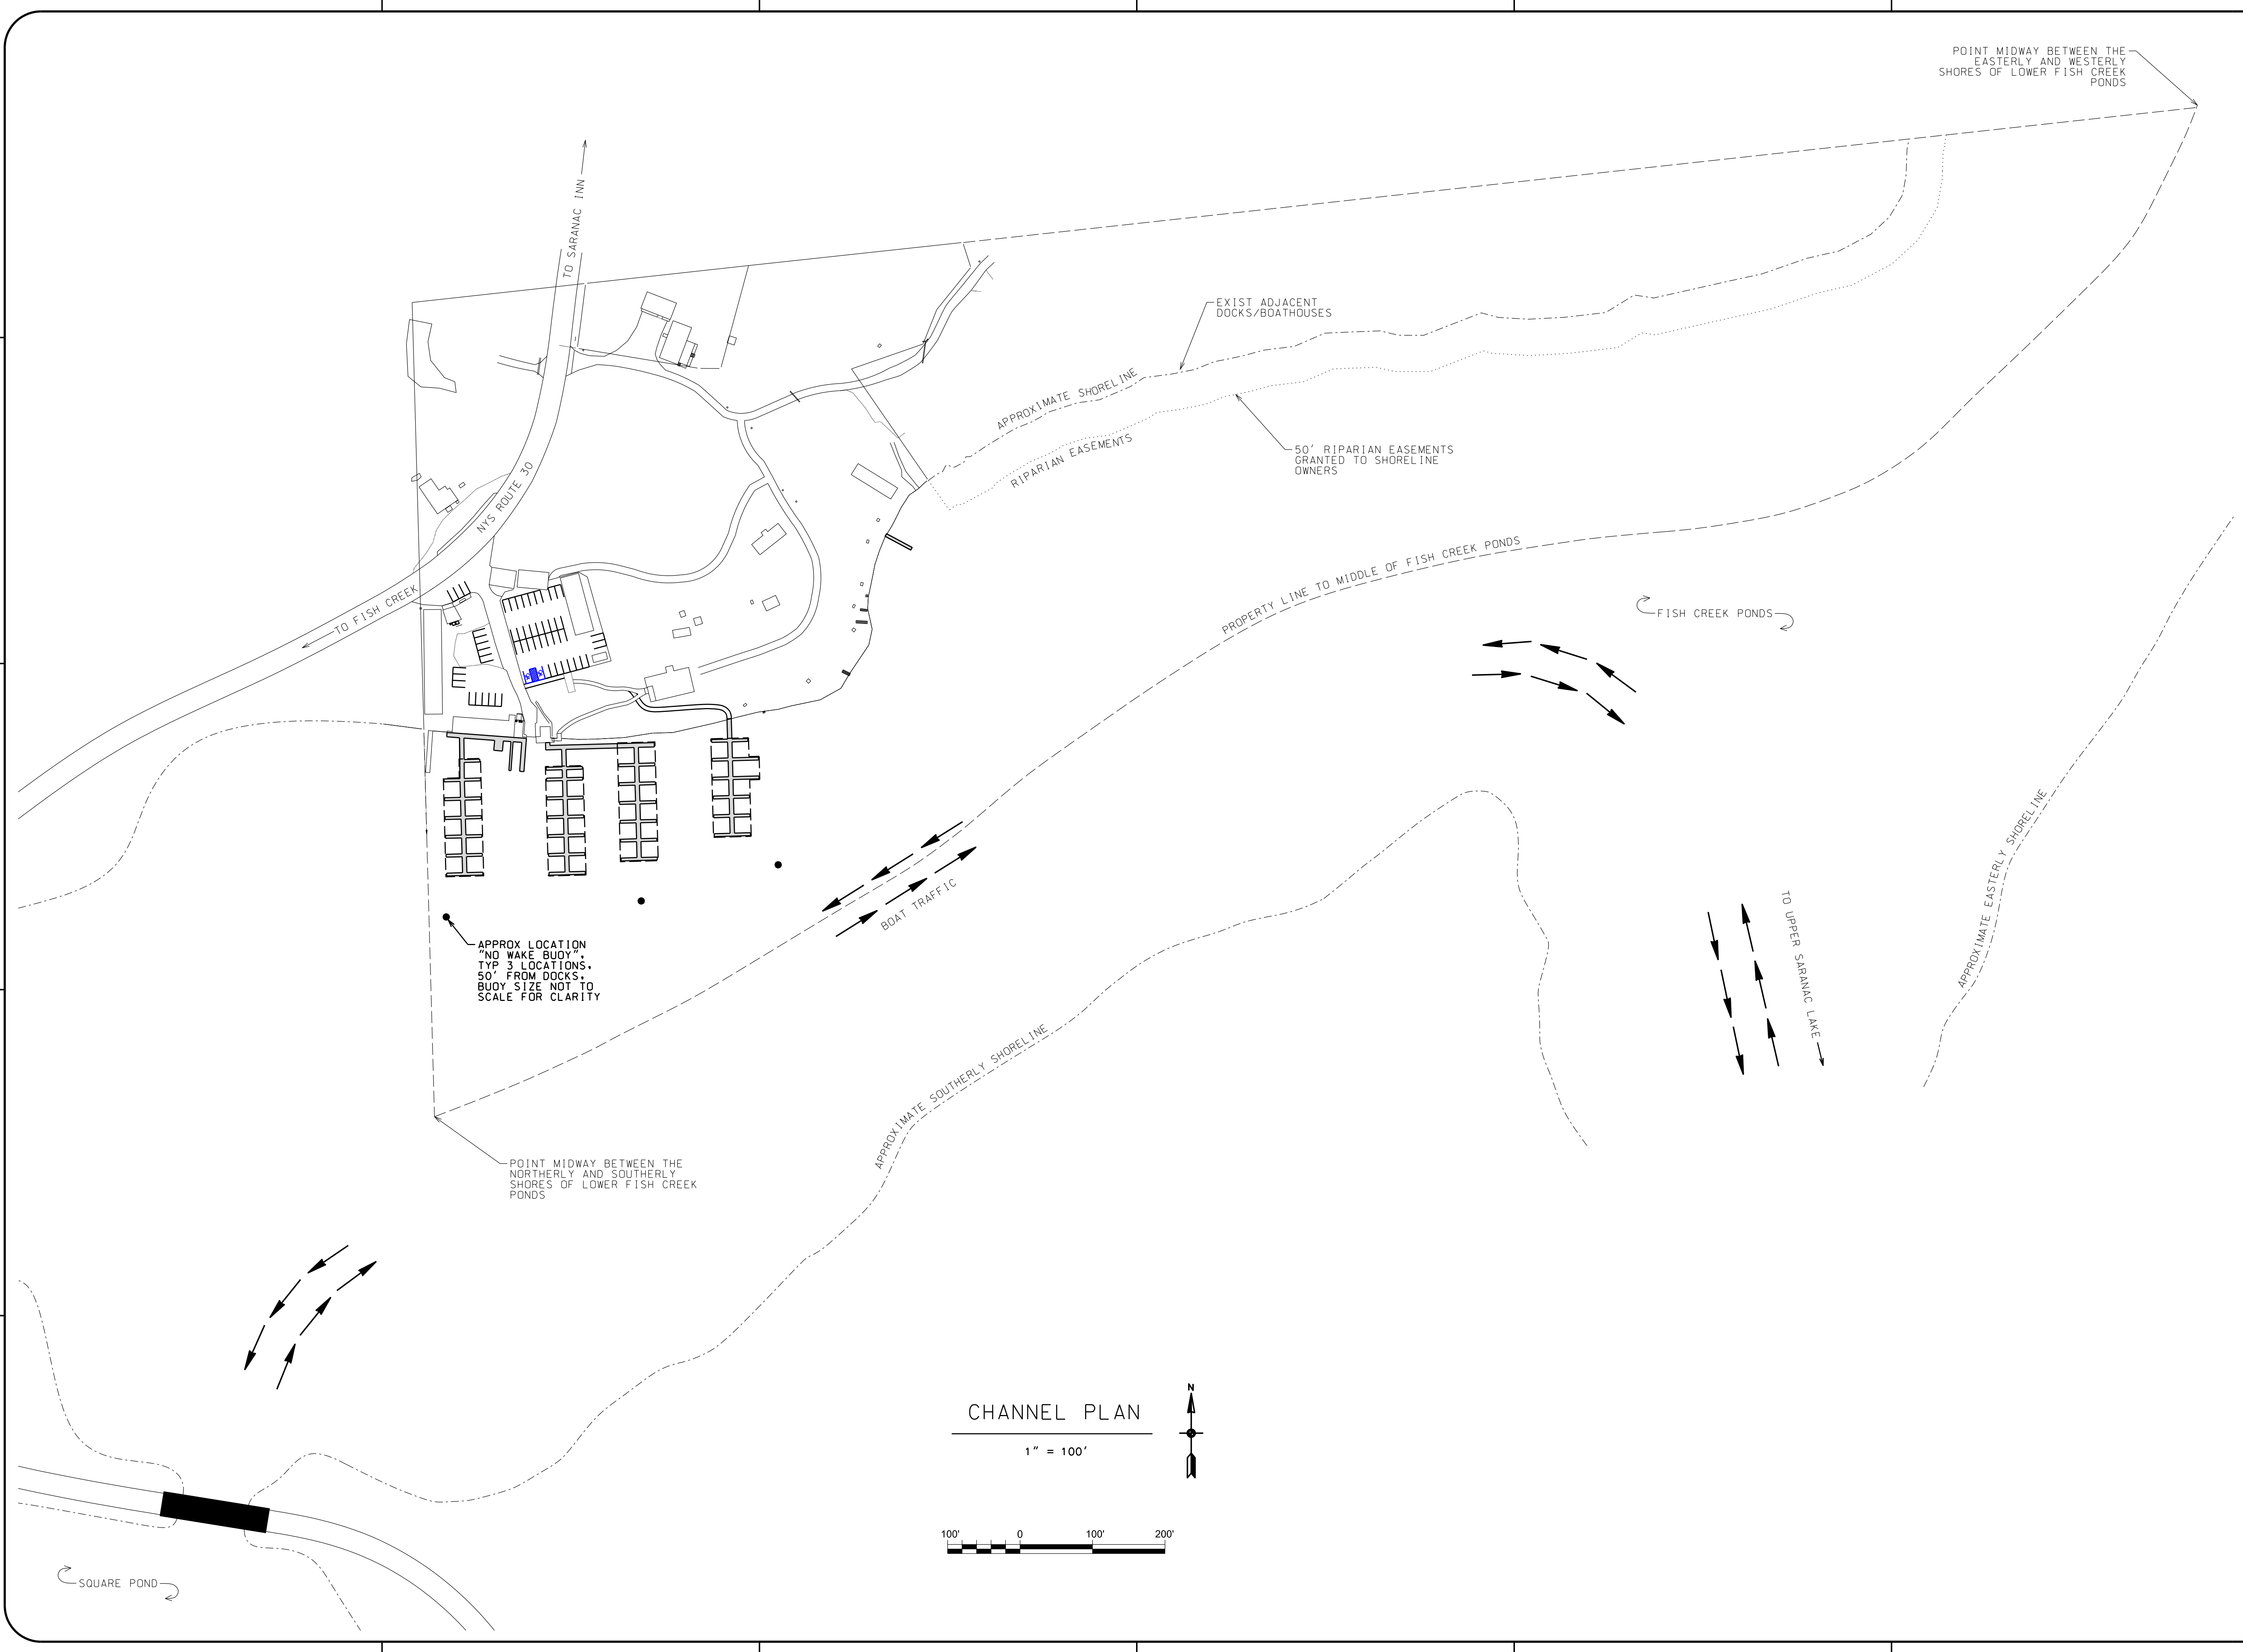 POINT MIDWAY BETWEEN THE
EASTERLY AND WESTERLY
SHORES OF LOWER FISH CREEK
PONDS
TO SARANAC INN
EXIST ADJACENT
DOCKS/BOATHOUSES
APPROXIMATE SHORELINE
RIPARIAN EASEMENTS
50' RIPARIAN EASEMENTS
GRANTED TO SHORELINE
OWNERS
NYS ROUTE 30
TO FISH CREEK
PROPERTY LINE TO MIDDLE OF FISH CREEK PONDS
FISH CREEK PONDS
BOAT TRAFFIC
APPROX LOCATION
"NO WAKE BUOY",
TYP 3 LOCATIONS,
50' FROM DOCKS,
BUOY SIZE NOT TO
SCALE FOR CLARITY
TO UPPER SARANAC LAKE
APPROXIMATE EASTERLY SHORELINE
APPROXIMATE SOUTHERLY SHORELINE
POINT MIDWAY BETWEEN THE
NORTHERLY AND SOUTHERLY
SHORES OF LOWER FISH CREEK
PONDS
N
CHANNEL PLAN
1" = 100'
100' 0 100' 200'
SQUARE POND